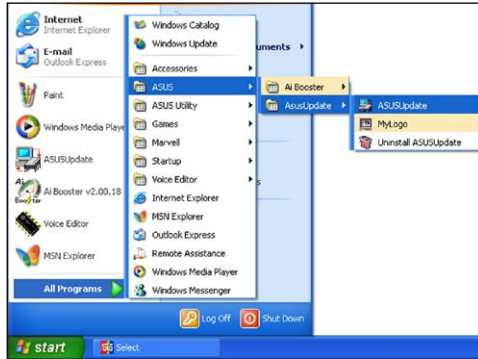 Internet
Internet Explorer
E-mail
Outlook Express
Paint
Windows Media Playe
ASUSUpdate
Ai Booster v2.00.18
Voice Editor
MSN Explorer
All Programs
Windows Catalog
Windows Update
Accessories
ASUS
ASUS Utility
Games
Marvell
Startup
Voice Editor
Internet Explorer
MSN Explorer
Outlook Express
Remote Assistance
Windows Media Player
Windows Messenger
uments
s
Ai Booster
AsusUpdate
ASUSUpdate
MyLogo
Uninstall ASUSUpdate
Log Off
Shut Down
start
Select